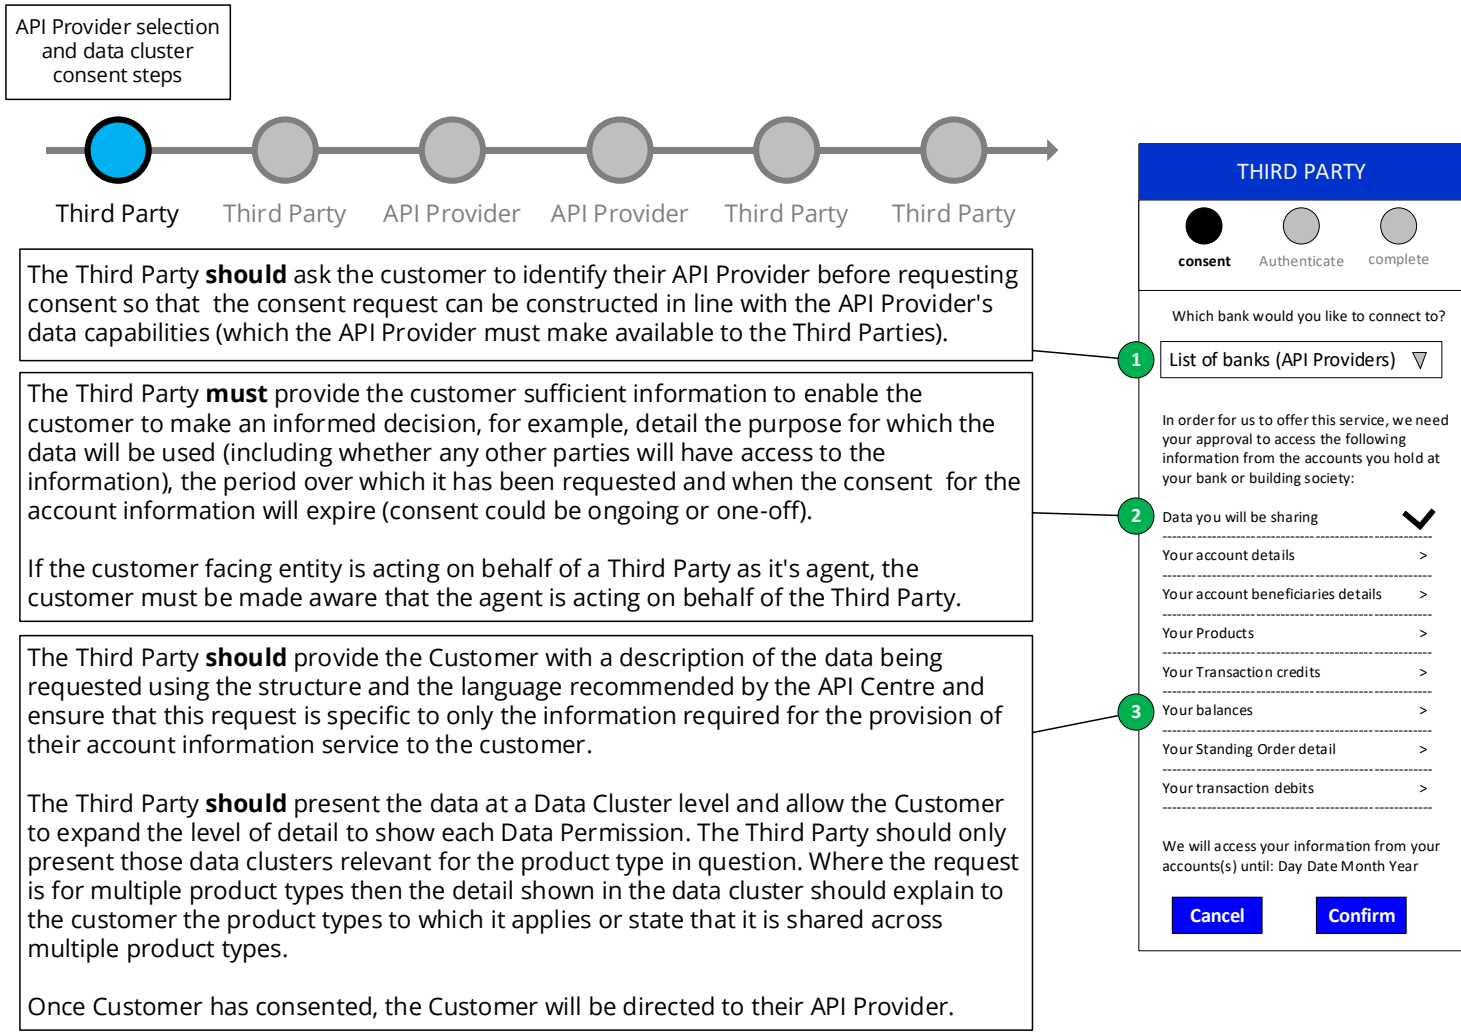 API Provider selection
and data cluster
consent steps
Third Party
Third Party
API Provider
API Provider
Third Party
Third Party
The Third Party should ask the customer to identify their API Provider before requesting
consent so that  the consent request can be constructed in line with the API Provider's
data capabilities (which the API Provider must make available to the Third Parties).
The Third Party must provide the customer sufficient information to enable the
customer to make an informed decision, for example, detail the purpose for which the
data will be used (including whether any other parties will have access to the
information), the period over which it has been requested and when the consent  for the
account information will expire (consent could be ongoing or one-off).
If the customer facing entity is acting on behalf of a Third Party as it's agent, the
customer must be made aware that the agent is acting on behalf of the Third Party.
The Third Party should provide the Customer with a description of the data being
requested using the structure and the language recommended by the API Centre and
ensure that this request is specific to only the information required for the provision of
their account information service to the customer.
The Third Party should present the data at a Data Cluster level and allow the Customer
to expand the level of detail to show each Data Permission. The Third Party should only
present those data clusters relevant for the product type in question. Where the request
is for multiple product types then the detail shown in the data cluster should explain to
the customer the product types to which it applies or state that it is shared across
multiple product types.
Once Customer has consented, the Customer will be directed to their API Provider.
THIRD PARTY
consent
Authenticate
complete
Which bank would you like to connect to?
1
List of banks (API Providers)
In order for us to offer this service, we need
your approval to access the following
information from the accounts you hold at
your bank or building society:
2
Data you will be sharing
Your account details >
Your account beneficiaries details >
Your Products >
Your Transaction credits >
3
Your balances >
Your Standing Order detail >
Your transaction debits >
We will access your information from your
accounts(s) until: Day Date Month Year
Cancel
Confirm